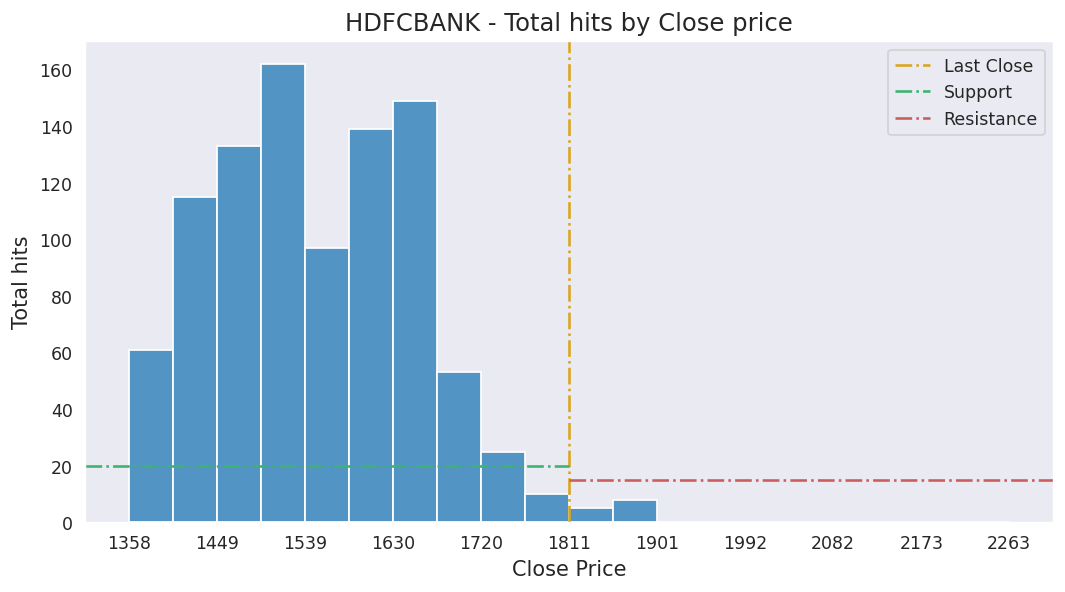 HDFCBANK - Total hits by Close price
Last Close
Support
Resistance
Total hits
160
140
120
100
80
60
40
20
0
1358 1449 1539 1630 1720 1811 1901 1992 2082 2173 2263
Close Price